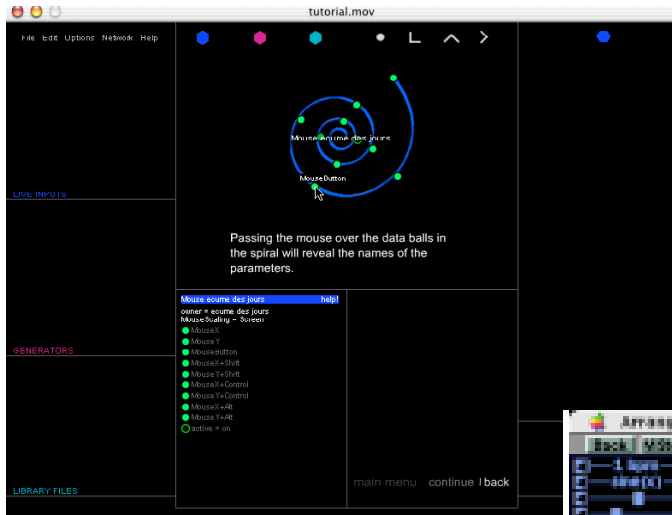 tutorial.mov
File Edit Options Network Help
Mouse ecume des jours
MouseButton
LIVE INPUTS
Passing the mouse over the data balls in
the spiral will reveal the names of the
parameters.
Mouse ecume des jours help!
owner = ecume des jours
MouseScaling = Screen
MouseX
MouseY
MouseButton
MouseX+Shift
MouseY+Shift
MouseX+Control
MouseY+Control
MouseX+Alt
MouseY+Alt
active = on
GENERATORS
main menu continue | back
LIBRARY FILES
Back